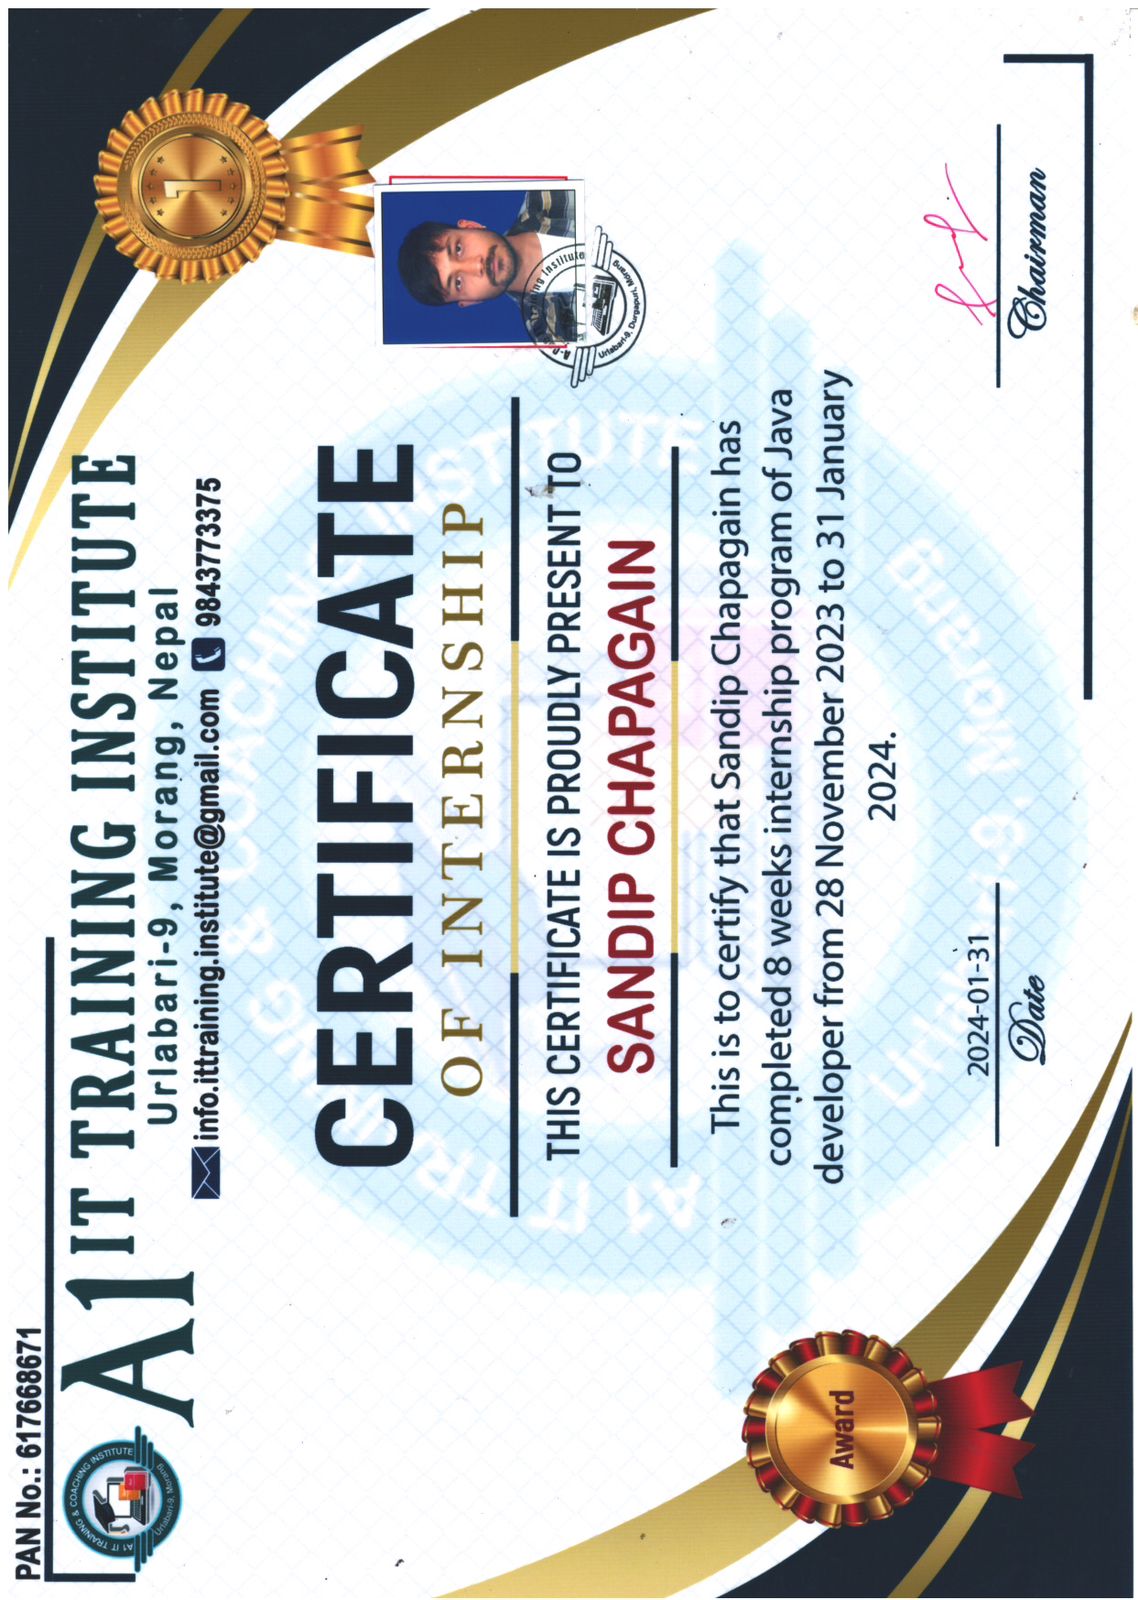 PAN No.: 617668671
A1 IT TRAINING & COACHING INSTITUTE
Urlabari-9, Morang
A1 IT TRAINING INSTITUTE
Urlabari-9, Morang, Nepal
info.ittraining.institute@gmail.com 9843773375
1
A1 IT TRAINING & COACHING INSTITUTE
CERTIFICATE
OF INTERNSHIP
THIS CERTIFICATE IS PROUDLY PRESENT TO
SANDIP CHAPAGAIN
Training Institute
Urlabari-9, Durgapuri, Morang
This is to certify that Sandip Chapagain has
completed 8 weeks internship program of Java
developer from 28 November 2023 to 31 January
2024.
Award
Urlabari-9, Morang
2024-01-31
Date
Chairman